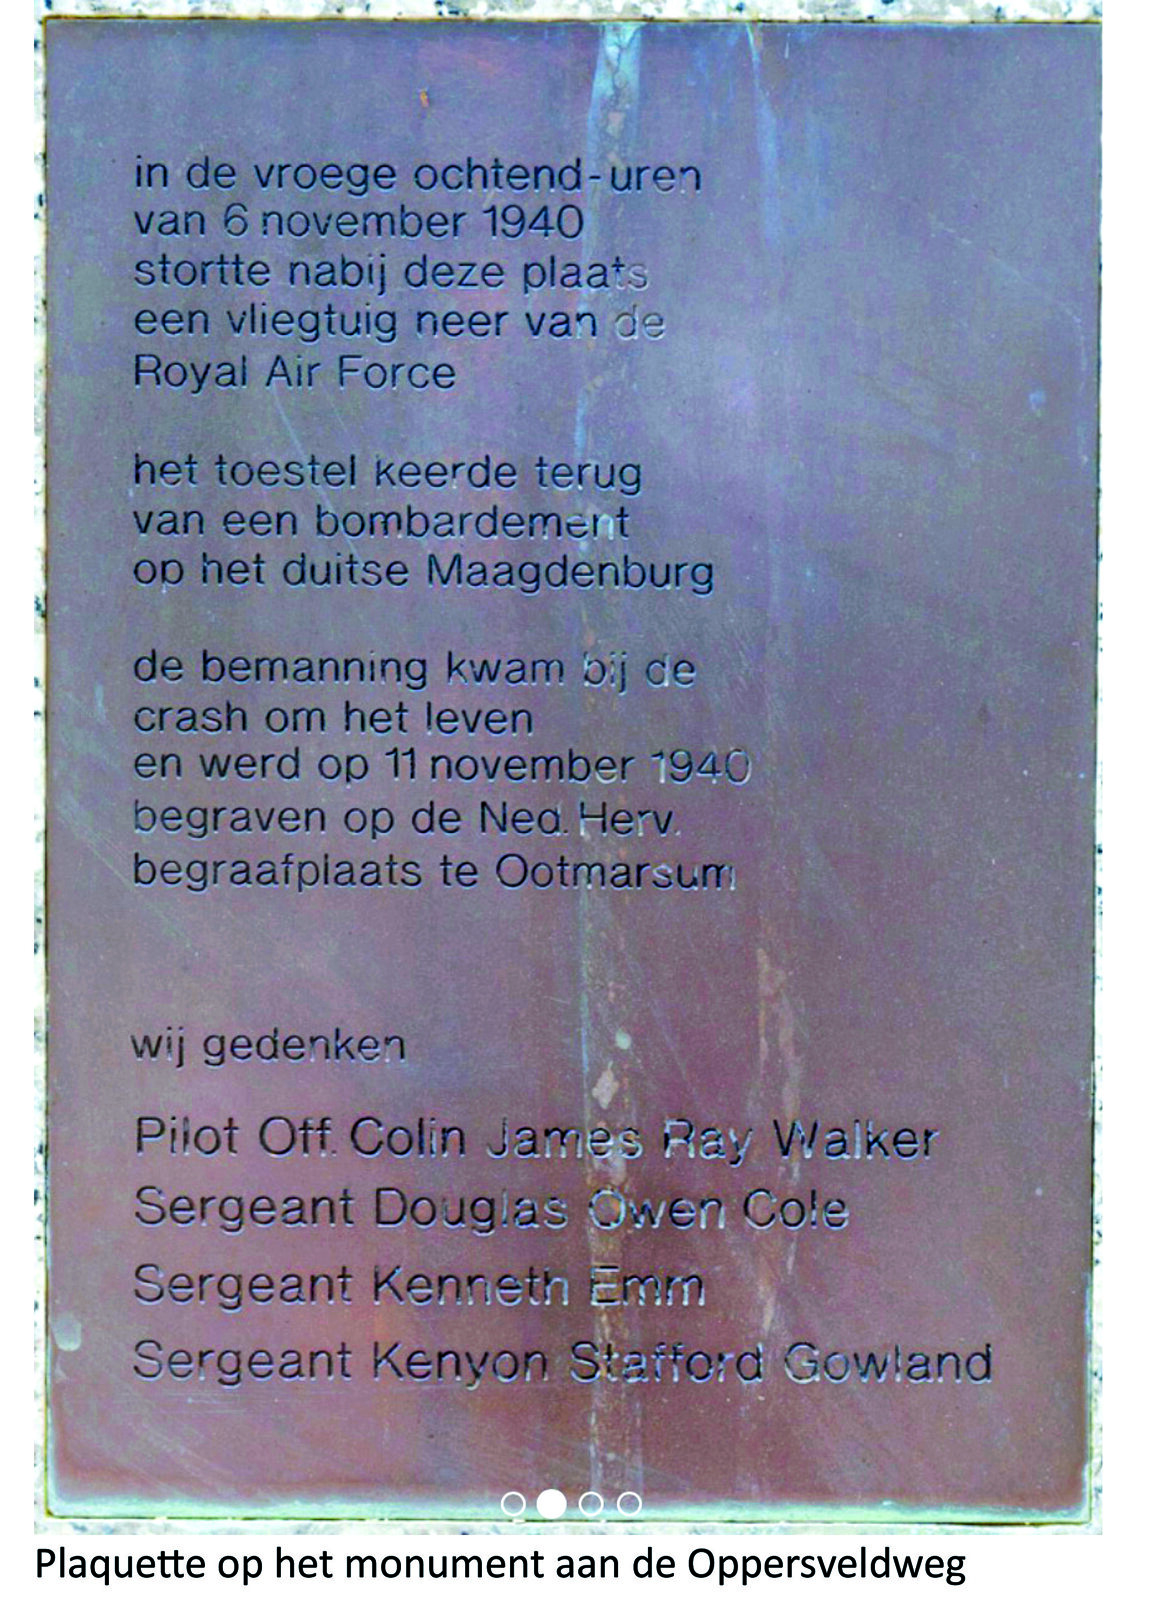 in de vroege ochtend-uren
van 6 november 1940
stortte nabij deze plaats
een vliegtuig neer van de
Royal Air Force
het toestel keerde terug
van een bombardement
op het duitse Maagdenburg
de bemanning kwam bij de
crash om het leven
en werd op 11 november 1940
begraven op de Ned. Herv.
begraafplaats te Ootmarsum
wij gedenken
Pilot Off. Colin James Ray Walker
Sergeant Douglas Owen Cole
Sergeant Kenneth Emm
Sergeant Kenyon Stafford Gowland
Plaquette op het monument aan de Oppersveldweg